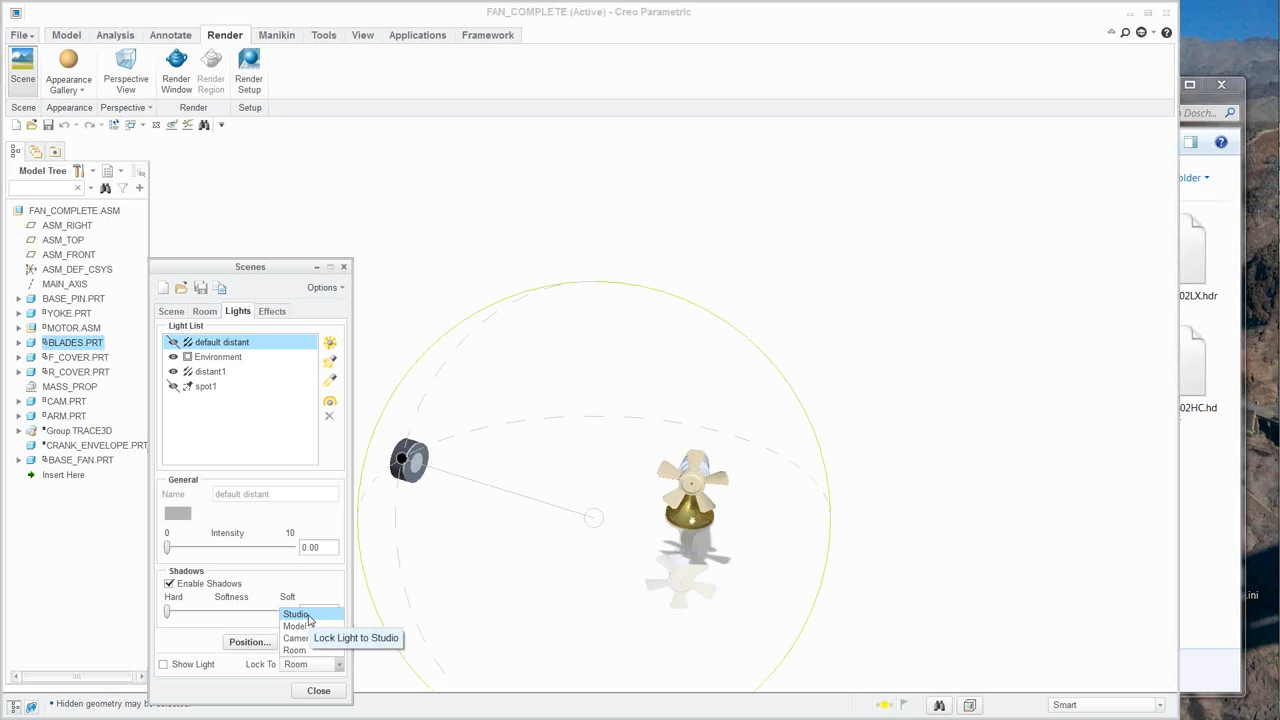 FAN_COMPLETE (Active) - Creo Parametric
File Model Analysis Annotate Render Manikin Tools View Applications Framework
Scene Appearance Gallery Perspective View Render Window Render Region Render Setup
Scene Appearance Perspective Render Setup
Dosch...
Model Tree
older
FAN_COMPLETE.ASM
ASM_RIGHT
ASM_TOP
ASM_FRONT
ASM_DEF_CSYS
MAIN_AXIS
BASE_PIN.PRT
YOKE.PRT
MOTOR.ASM
BLADES.PRT
F_COVER.PRT
R_COVER.PRT
MASS_PROP
CAM.PRT
ARM.PRT
Group TRACE3D
CRANK_ENVELOPE.PRT
BASE_FAN.PRT
Insert Here
Scenes
Options
Scene Room Lights Effects
Light List
default distant
Environment
distant1
spot1
General
Name default distant
0 Intensity 10
0.00
Shadows
Enable Shadows
Hard Softness Soft
Studio
Model
Camer
Room
Lock Light to Studio
Position...
Show Light Lock To Room
Close
02LX.hdr
02HC.hd
.ini
Hidden geometry may be
Smart